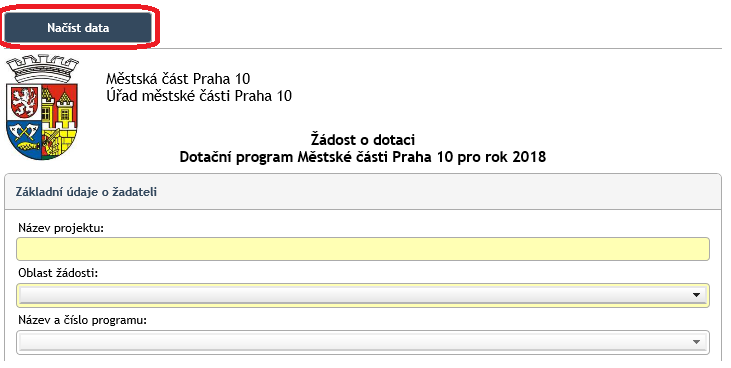 Načíst data
Městská část Praha 10
Úřad městské části Praha 10
Žádost o dotaci
Dotační program Městské části Praha 10 pro rok 2018
Základní údaje o žadateli
Název projektu:
Oblast žádosti:
Název a číslo programu: